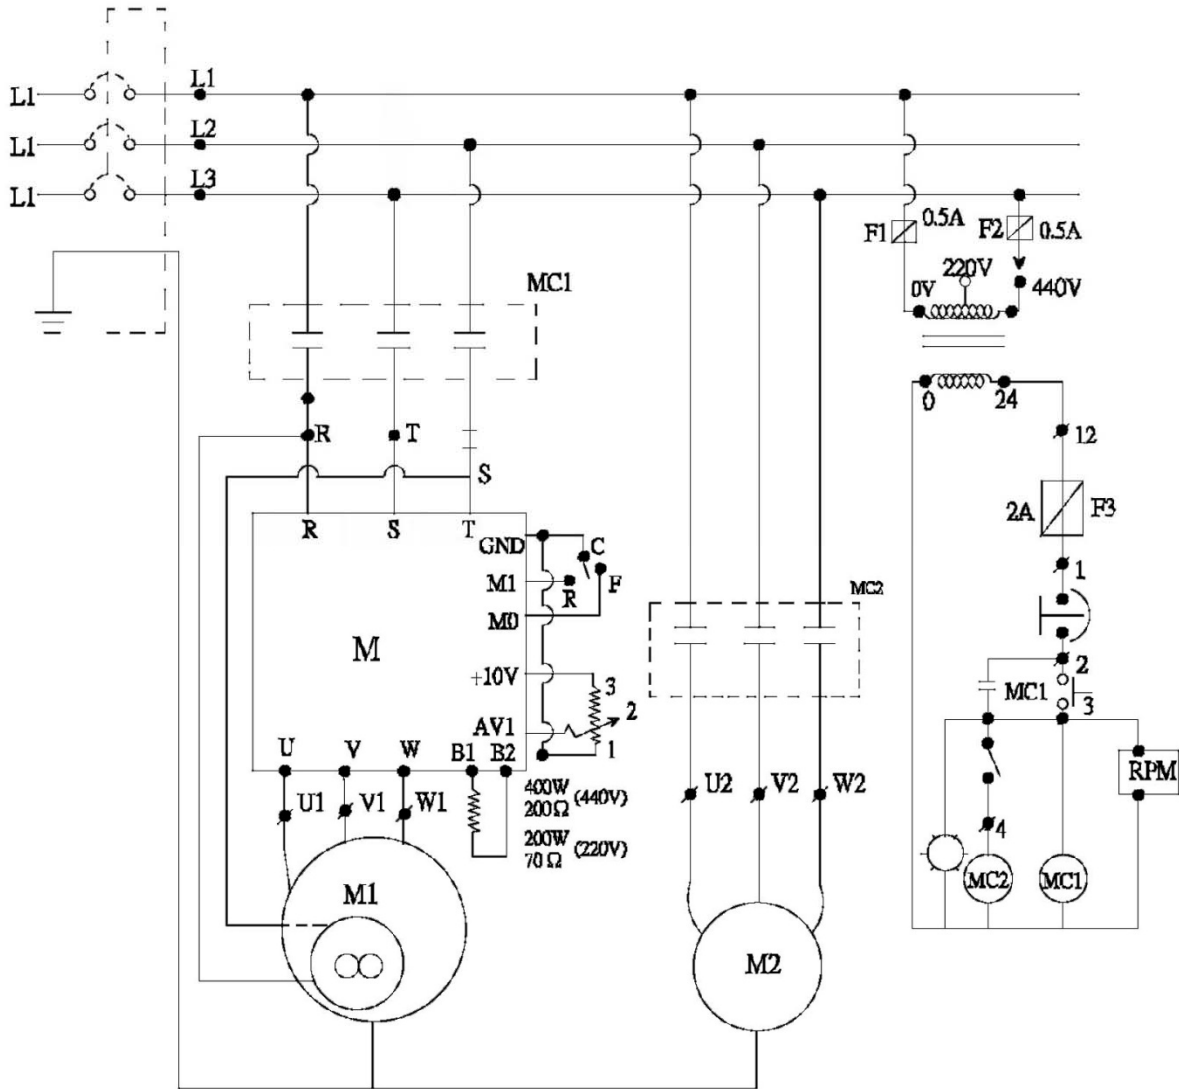 L1 L1
L1 L2
L1 L3
F1 0.5A F2 0.5A
220V
0V 440V
MC1
0 24
R T 12
S
2A F3
R S T
GND C
1
M1 R F
MC2
M0
M
2
+10V 3
MC1
2 3
AV1
1
U V W B1 B2
RPM
400W
200Ω (440V)
U2 V2 W2
U1 V1 W1
200W
70Ω (220V)
4
M1
MC2 MC1
M2